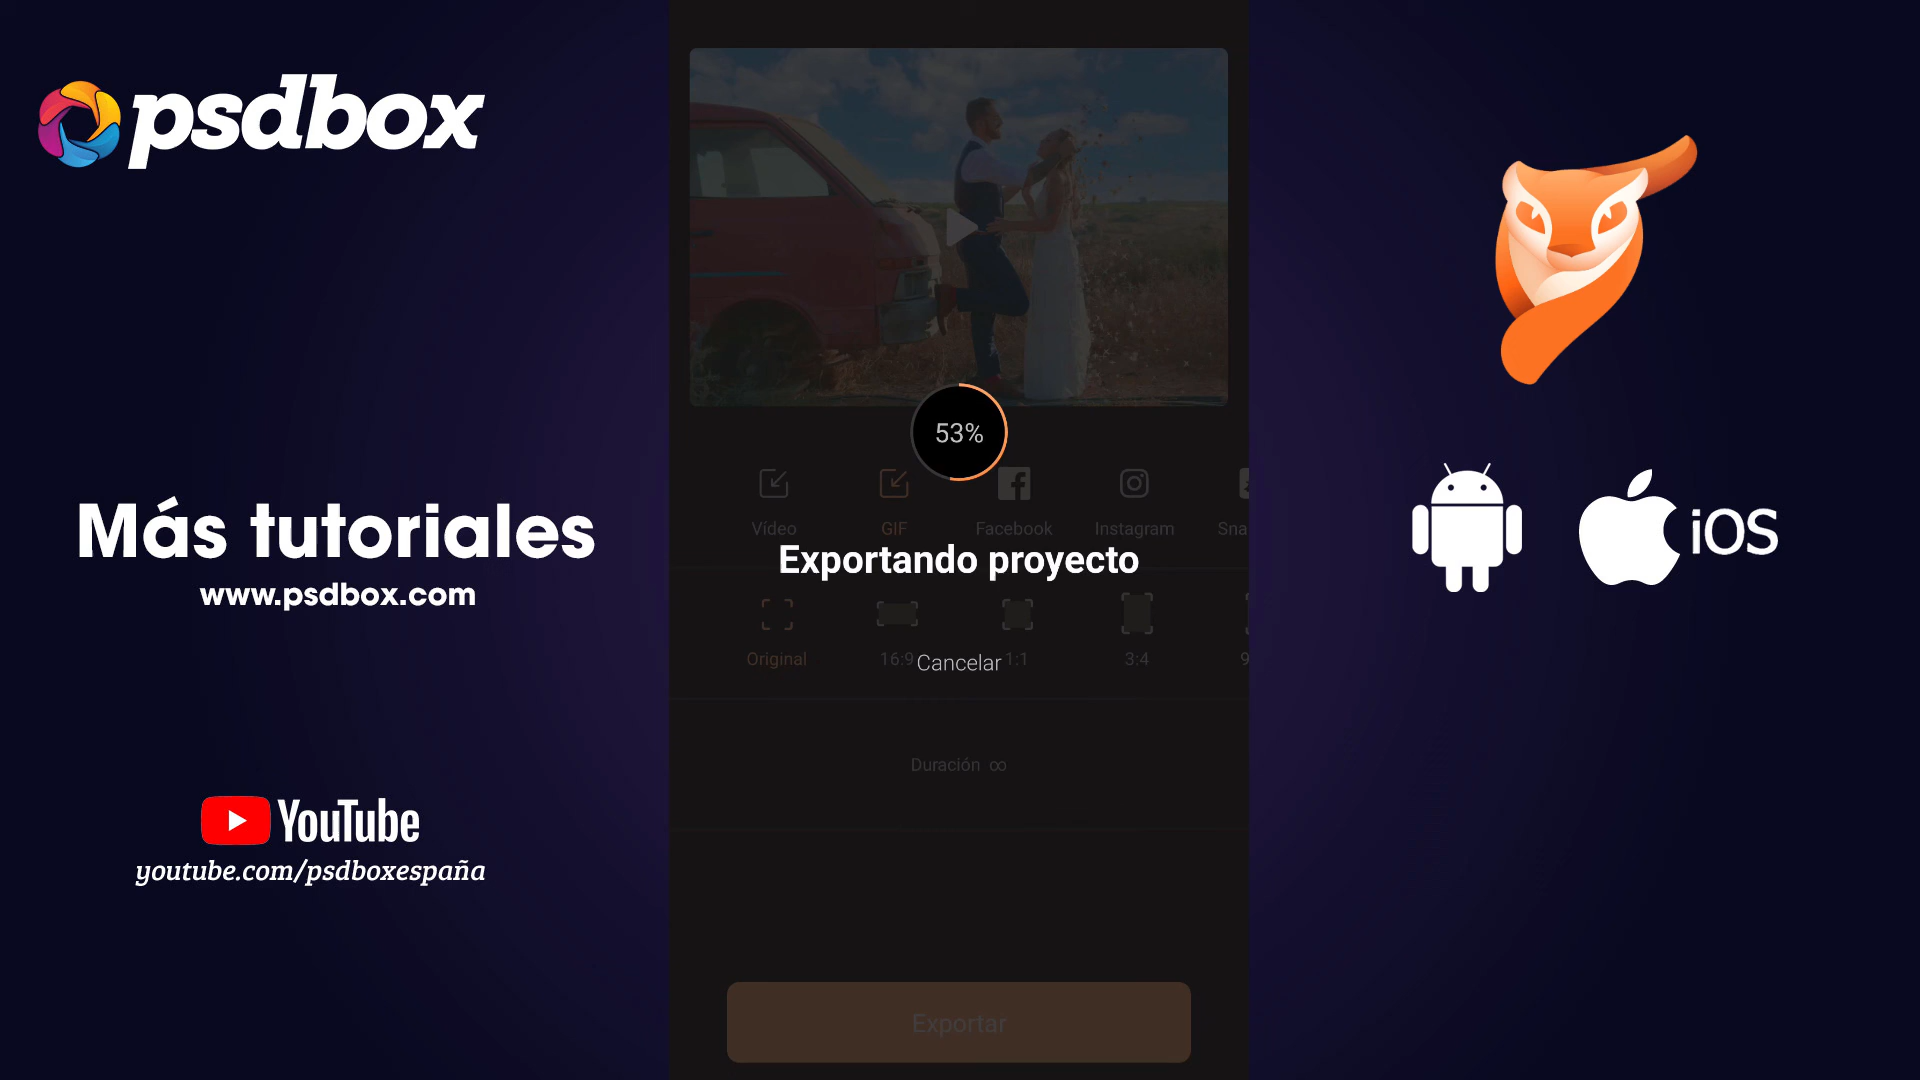 psdbox
Más tutoriales
www.psdbox.com
YouTube
youtube.com/psdboxespaña
53%
Vídeo GIF Facebook Instagram Sna
Exportando proyecto
Original 16:9 1:1 3:4 9
Cancelar
Duración ∞
Exportar
iOS